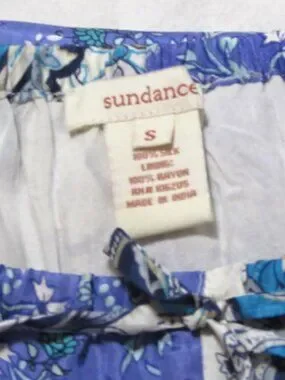 sundance
S
100% SILK
LINING:
100% RAYON
RN# 106205
MADE IN INDIA